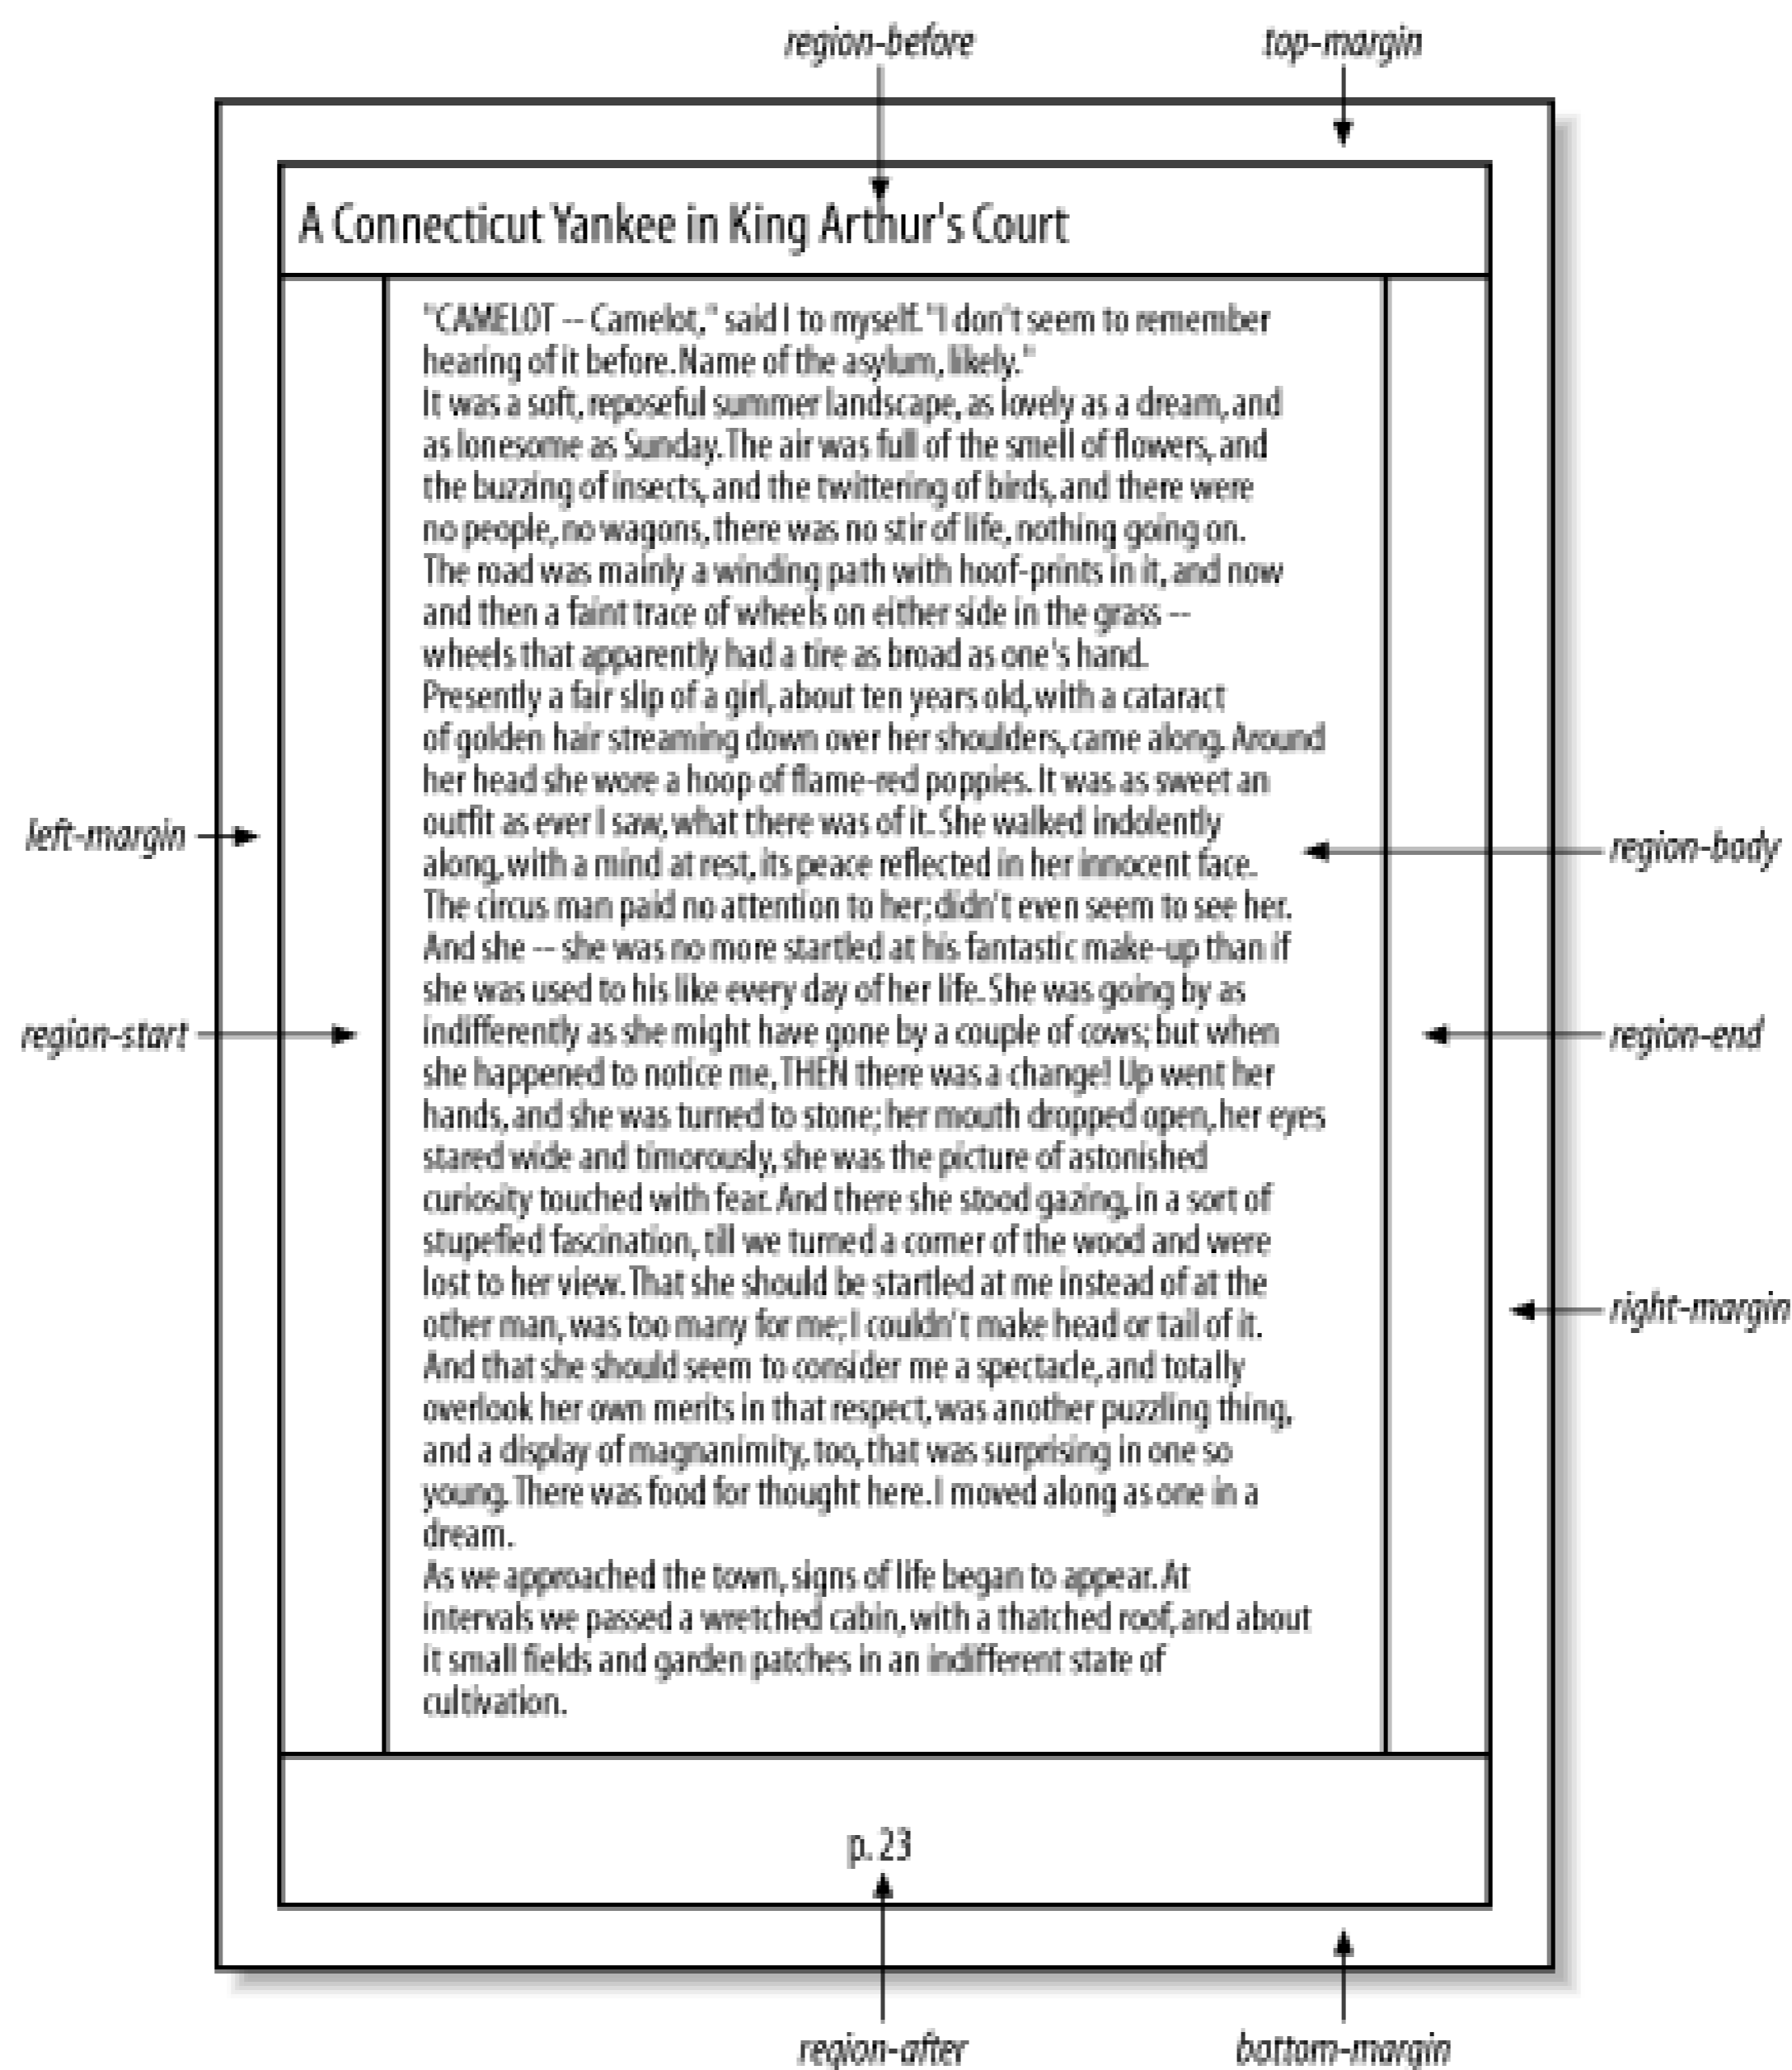 region-before
top-margin
A Connecticut Yankee in King Arthur's Court
"CAMELOT -- Camelot," said I to myself. "I don't seem to remember
hearing of it before. Name of the asylum, likely."
It was a soft, reposeful summer landscape, as lovely as a dream, and
as lonesome as Sunday. The air was full of the smell of flowers, and
the buzzing of insects, and the twittering of birds, and there were
no people, no wagons, there was no stir of life, nothing going on.
The road was mainly a winding path with hoof-prints in it, and now
and then a faint trace of wheels on either side in the grass --
wheels that apparently had a tire as broad as one's hand.
Presently a fair slip of a girl, about ten years old, with a cataract
of golden hair streaming down over her shoulders, came along. Around
her head she wore a hoop of flame-red poppies. It was as sweet an
outfit as ever I saw, what there was of it. She walked indolently
along, with a mind at rest, its peace reflected in her innocent face.
The circus man paid no attention to her; didn't even seem to see her.
And she -- she was no more startled at his fantastic make-up than if
she was used to his like every day of her life. She was going by as
indifferently as she might have gone by a couple of cows; but when
she happened to notice me, THEN there was a change! Up went her
hands, and she was turned to stone; her mouth dropped open, her eyes
stared wide and timorously, she was the picture of astonished
curiosity touched with fear. And there she stood gazing, in a sort of
stupefied fascination, till we turned a corner of the wood and were
lost to her view. That she should be startled at me instead of at the
other man, was too many for me; I couldn't make head or tail of it.
And that she should seem to consider me a spectacle, and totally
overlook her own merits in that respect, was another puzzling thing,
and a display of magnanimity, too, that was surprising in one so
young. There was food for thought here. I moved along as one in a
dream.
As we approached the town, signs of life began to appear. At
intervals we passed a wretched cabin, with a thatched roof, and about
it small fields and garden patches in an indifferent state of
cultivation.
left-margin
region-start
region-body
region-end
right-margin
p. 23
region-after
bottom-margin